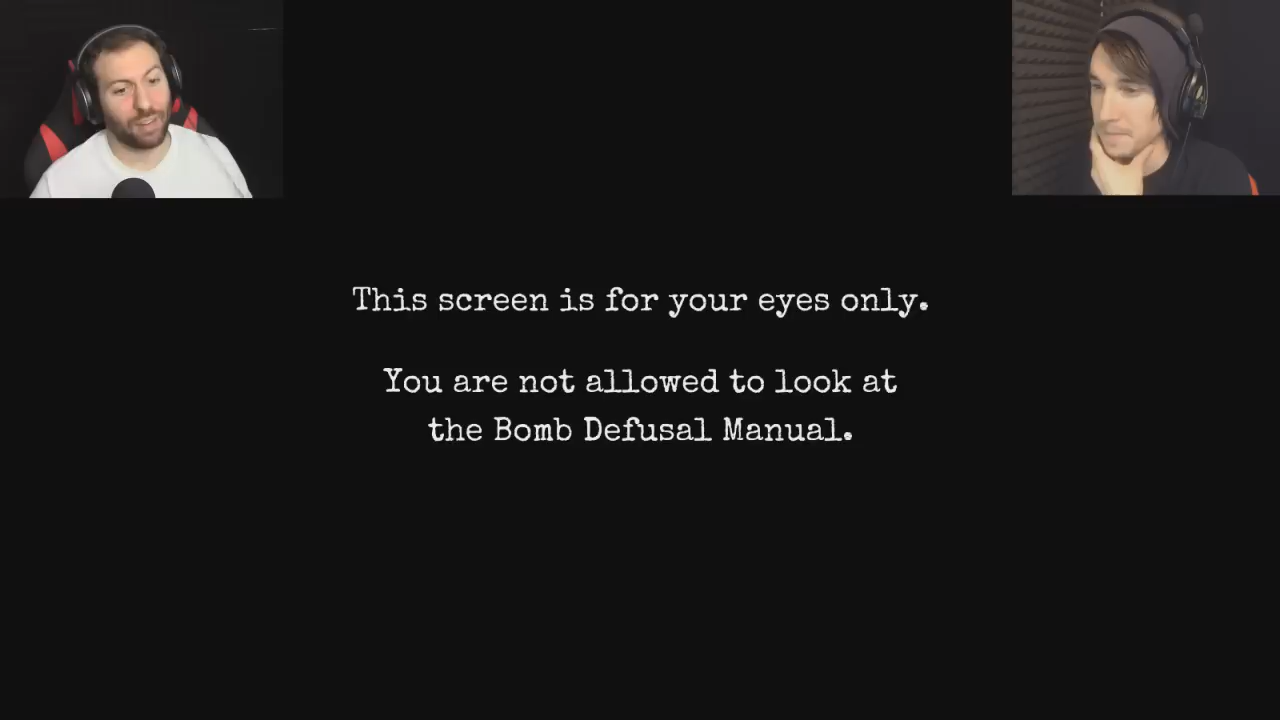 This screen is for your eyes only.
You are not allowed to look at
the Bomb Defusal Manual.